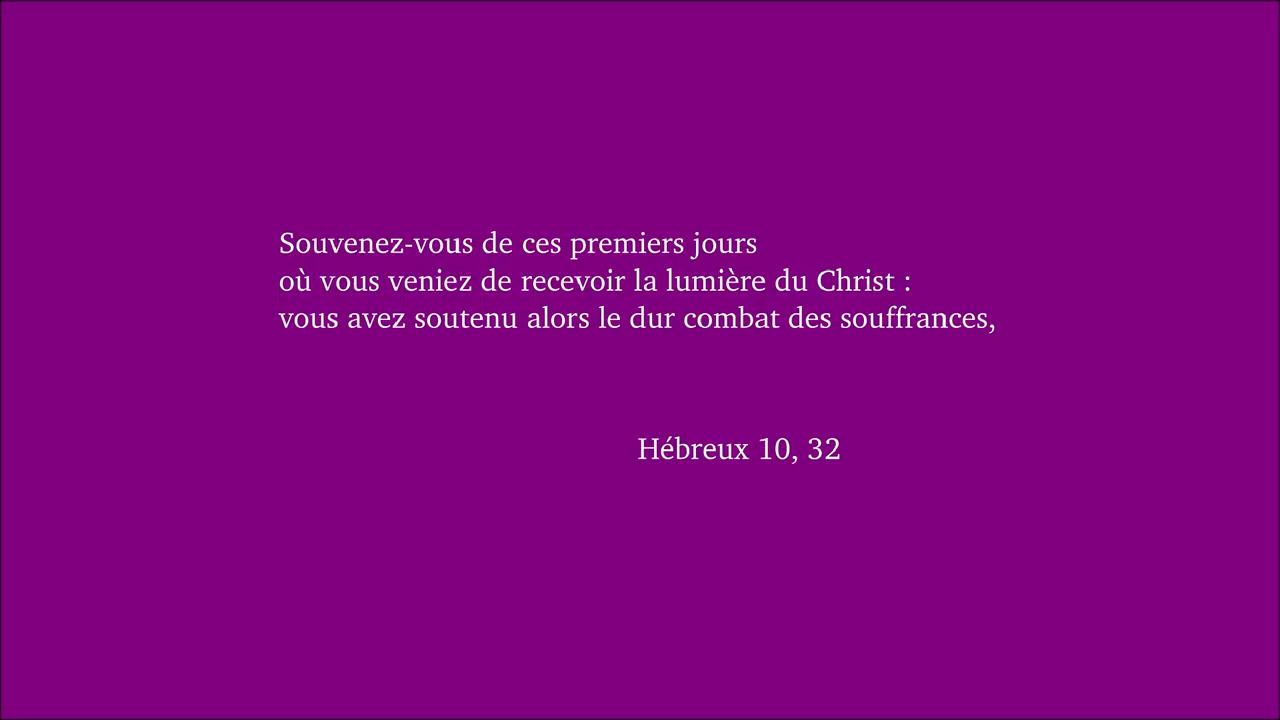 Souvenez-vous de ces premiers jours
où vous veniez de recevoir la lumière du Christ :
vous avez soutenu alors le dur combat des souffrances,
Hébreux 10, 32